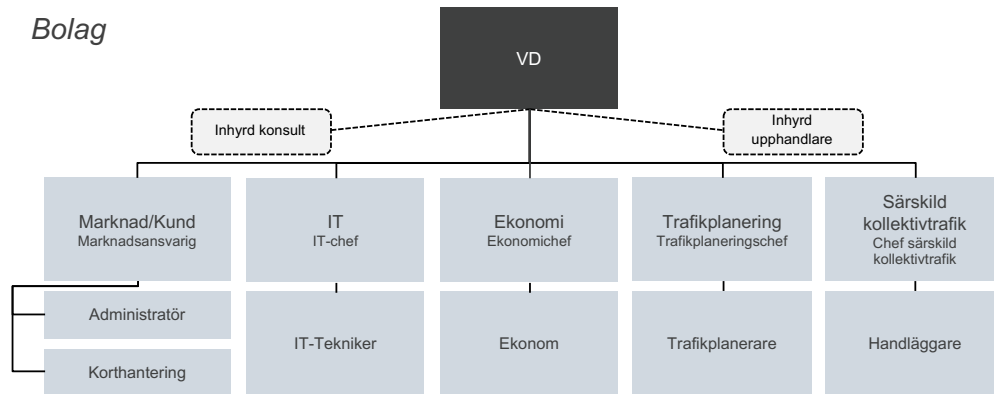 Bolag
VD
Inhyrd konsult
Inhyrd
upphandlare
Marknad/Kund
Marknadsansvarig
IT
IT-chef
Ekonomi
Ekonomichef
Trafikplanering
Trafikplaneringschef
Särskild
kollektivtrafik
Chef särskild
kollektivtrafik
Administratör
Korthantering
IT-Tekniker
Ekonom
Trafikplanerare
Handläggare